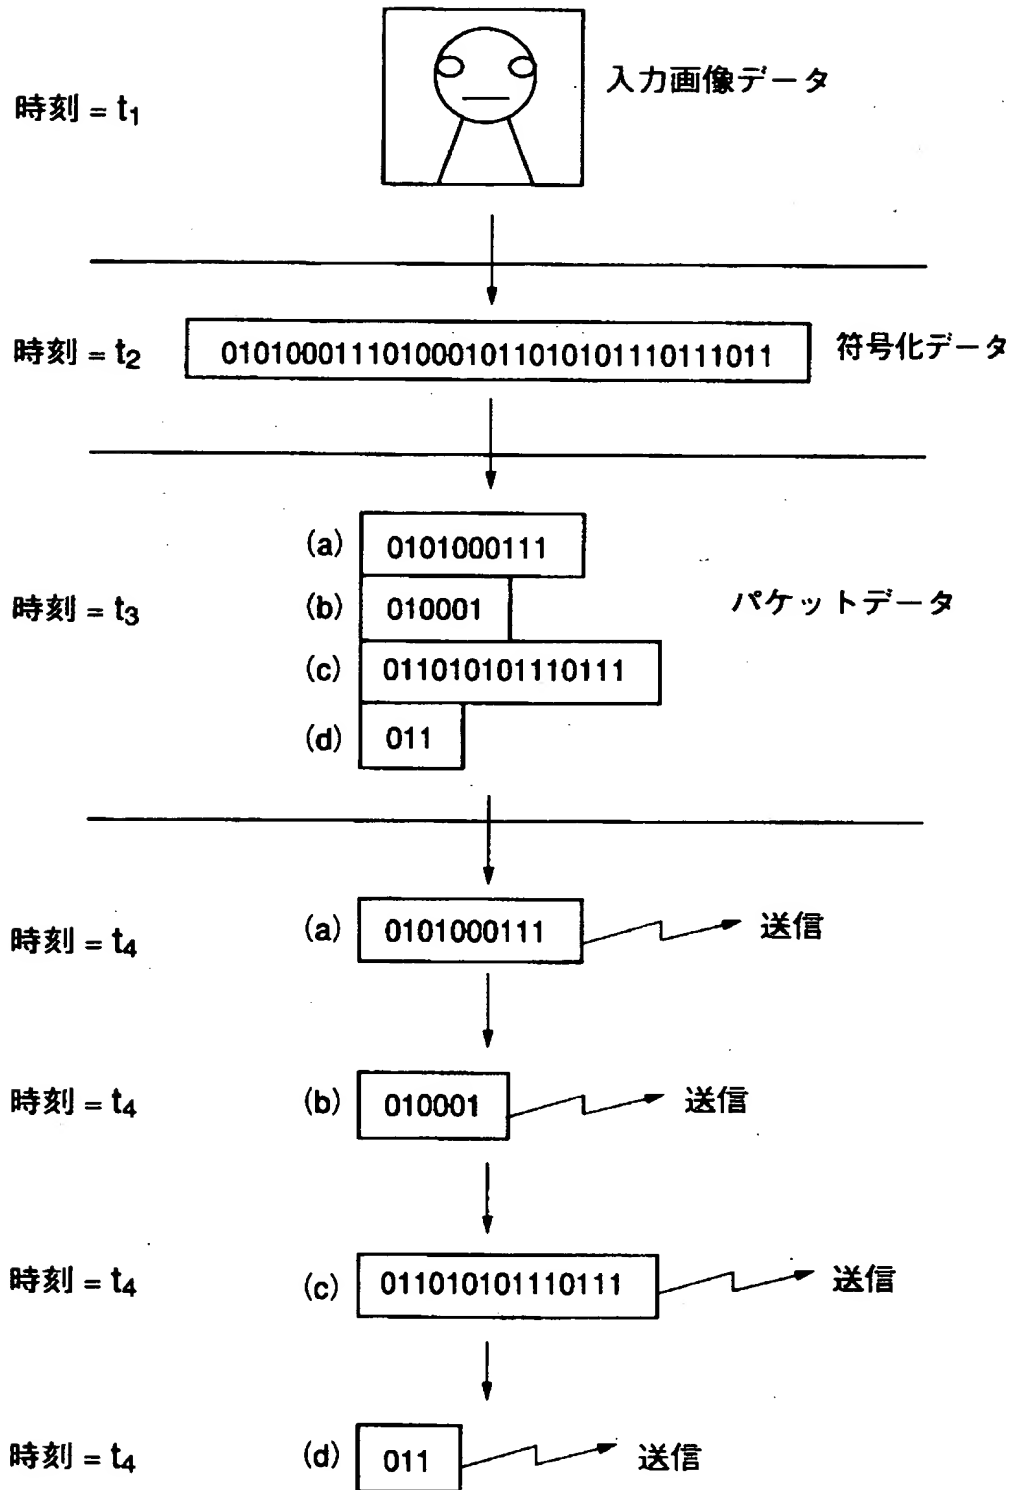 時刻 = t1
入力画像データ
時刻 = t2
0101000111010001011010101110111011
符号化データ
時刻 = t3
(a) 0101000111
(b) 010001
(c) 011010101110111
(d) 011
パケットデータ
時刻 = t4 (a) 0101000111 送信
時刻 = t4 (b) 010001 送信
時刻 = t4 (c) 011010101110111 送信
時刻 = t4 (d) 011 送信